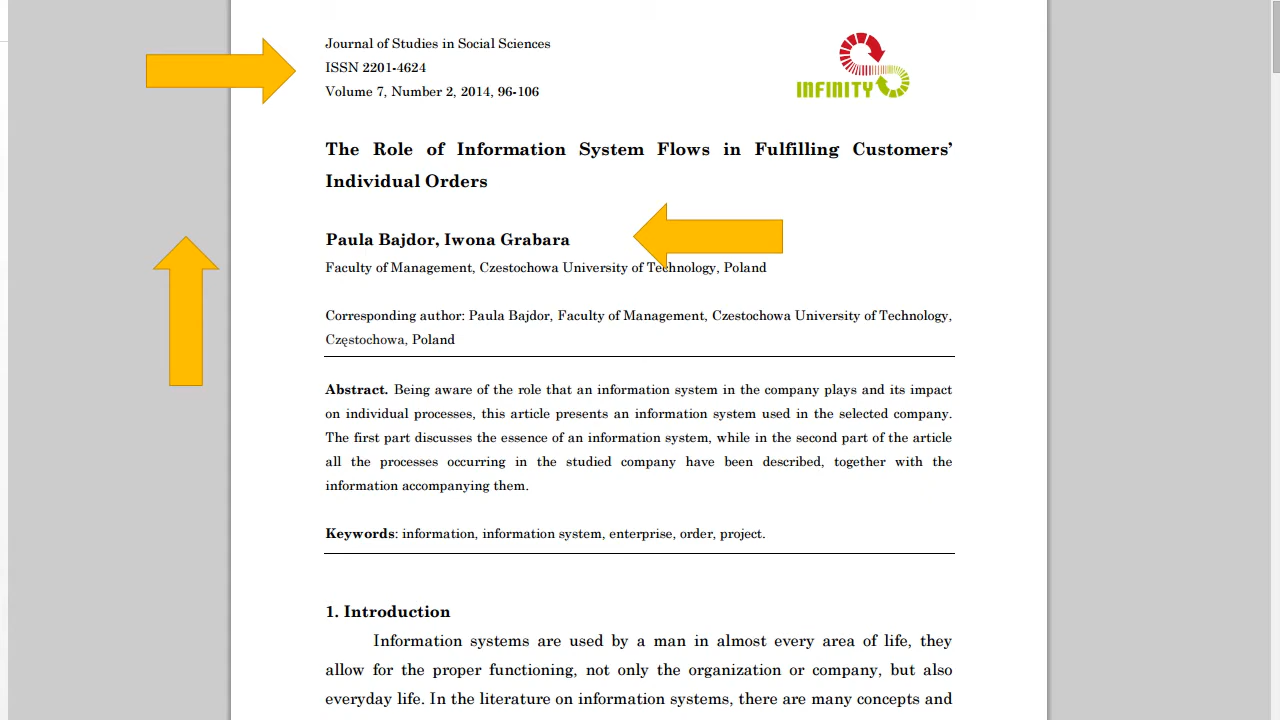 Journal of Studies in Social Sciences
ISSN 2201-4624
Volume 7, Number 2, 2014, 96-106
INFINITY
The Role of Information System Flows in Fulfilling Customers’
Individual Orders
Paula Bajdor, Iwona Grabara
Faculty of Management, Czestochowa University of Technology, Poland
Corresponding author: Paula Bajdor, Faculty of Management, Czestochowa University of Technology,
Częstochowa, Poland
Abstract. Being aware of the role that an information system in the company plays and its impact
on individual processes, this article presents an information system used in the selected company.
The first part discusses the essence of an information system, while in the second part of the article
all the processes occurring in the studied company have been described, together with the
information accompanying them.
Keywords: information, information system, enterprise, order, project.
1. Introduction
Information systems are used by a man in almost every area of life, they
allow for the proper functioning, not only the organization or company, but also
everyday life. In the literature on information systems, there are many concepts and